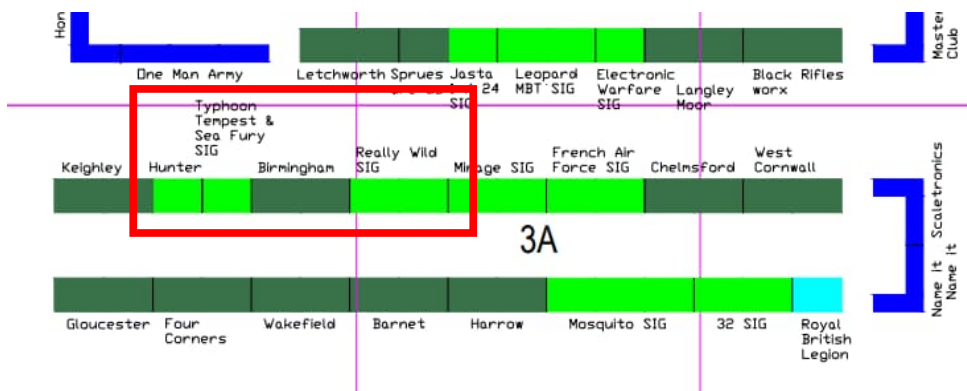 Hon
Master
Club
One Man Army
Letchworth Sprues Jasta Leopard Electronic Black Rifles
24 MBT SIG Warfare Langley worx
SIG SIG Moor
Typhoon
Tempest &
Sea Fury
SIG
Keighley Hunter Birmingham Really Wild Mirage SIG French Air Chelmsford West
SIG Force SIG Cornwall
3A
Scaletronics
Name it Name it
Gloucester Four Wakefield Barnet Harrow Mosquito SIG 32 SIG Royal
Corners British
Legion